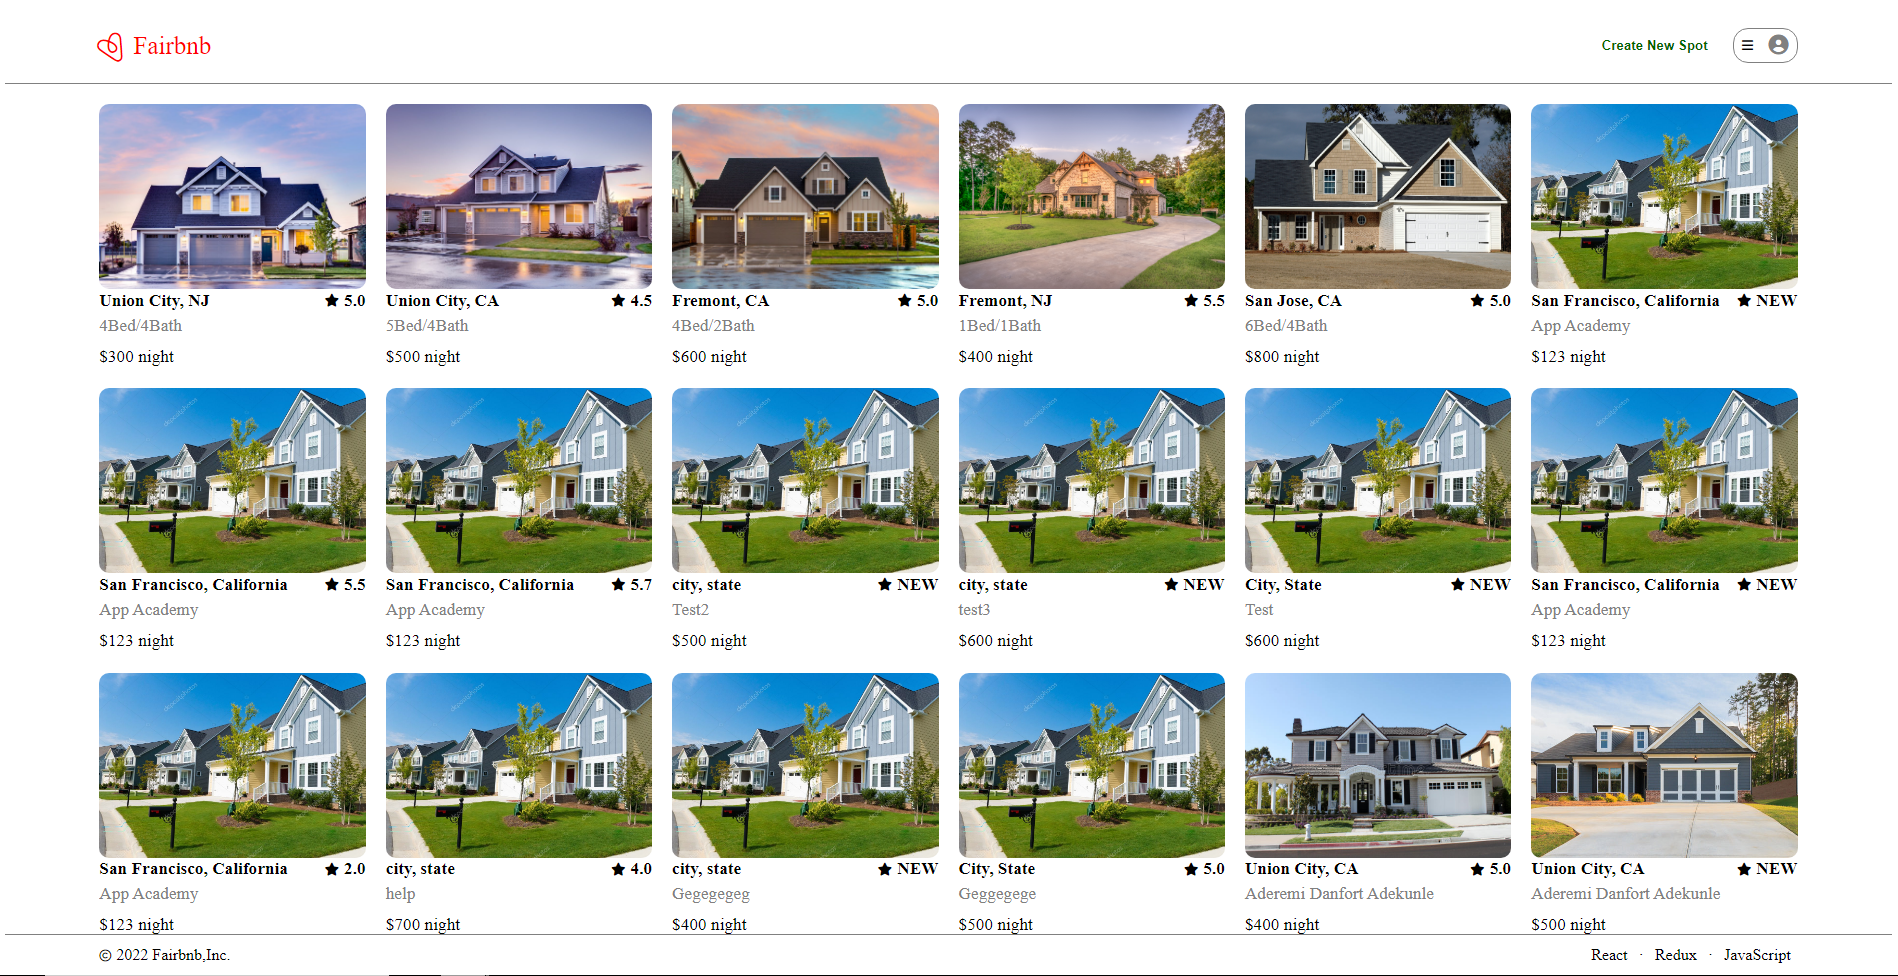 Fairbnb
Create New Spot
Union City, NJ ★ 5.0
4Bed/4Bath
$300 night
Union City, CA ★ 4.5
5Bed/4Bath
$500 night
Fremont, CA ★ 5.0
4Bed/2Bath
$600 night
Fremont, NJ ★ 5.5
1Bed/1Bath
$400 night
San Jose, CA ★ 5.0
6Bed/4Bath
$800 night
San Francisco, California ★ NEW
App Academy
$123 night
San Francisco, California ★ 5.5
App Academy
$123 night
San Francisco, California ★ 5.7
App Academy
$123 night
city, state ★ NEW
Test2
$500 night
city, state ★ NEW
test3
$600 night
City, State ★ NEW
Test
$600 night
San Francisco, California ★ NEW
App Academy
$123 night
San Francisco, California ★ 2.0
App Academy
$123 night
city, state ★ 4.0
help
$700 night
city, state ★ NEW
Gegegegeg
$400 night
City, State ★ 5.0
Geggegege
$500 night
Union City, CA ★ 5.0
Aderemi Danfort Adekunle
$400 night
Union City, CA ★ NEW
Aderemi Danfort Adekunle
$500 night
© 2022 Fairbnb,Inc.
React · Redux · JavaScript